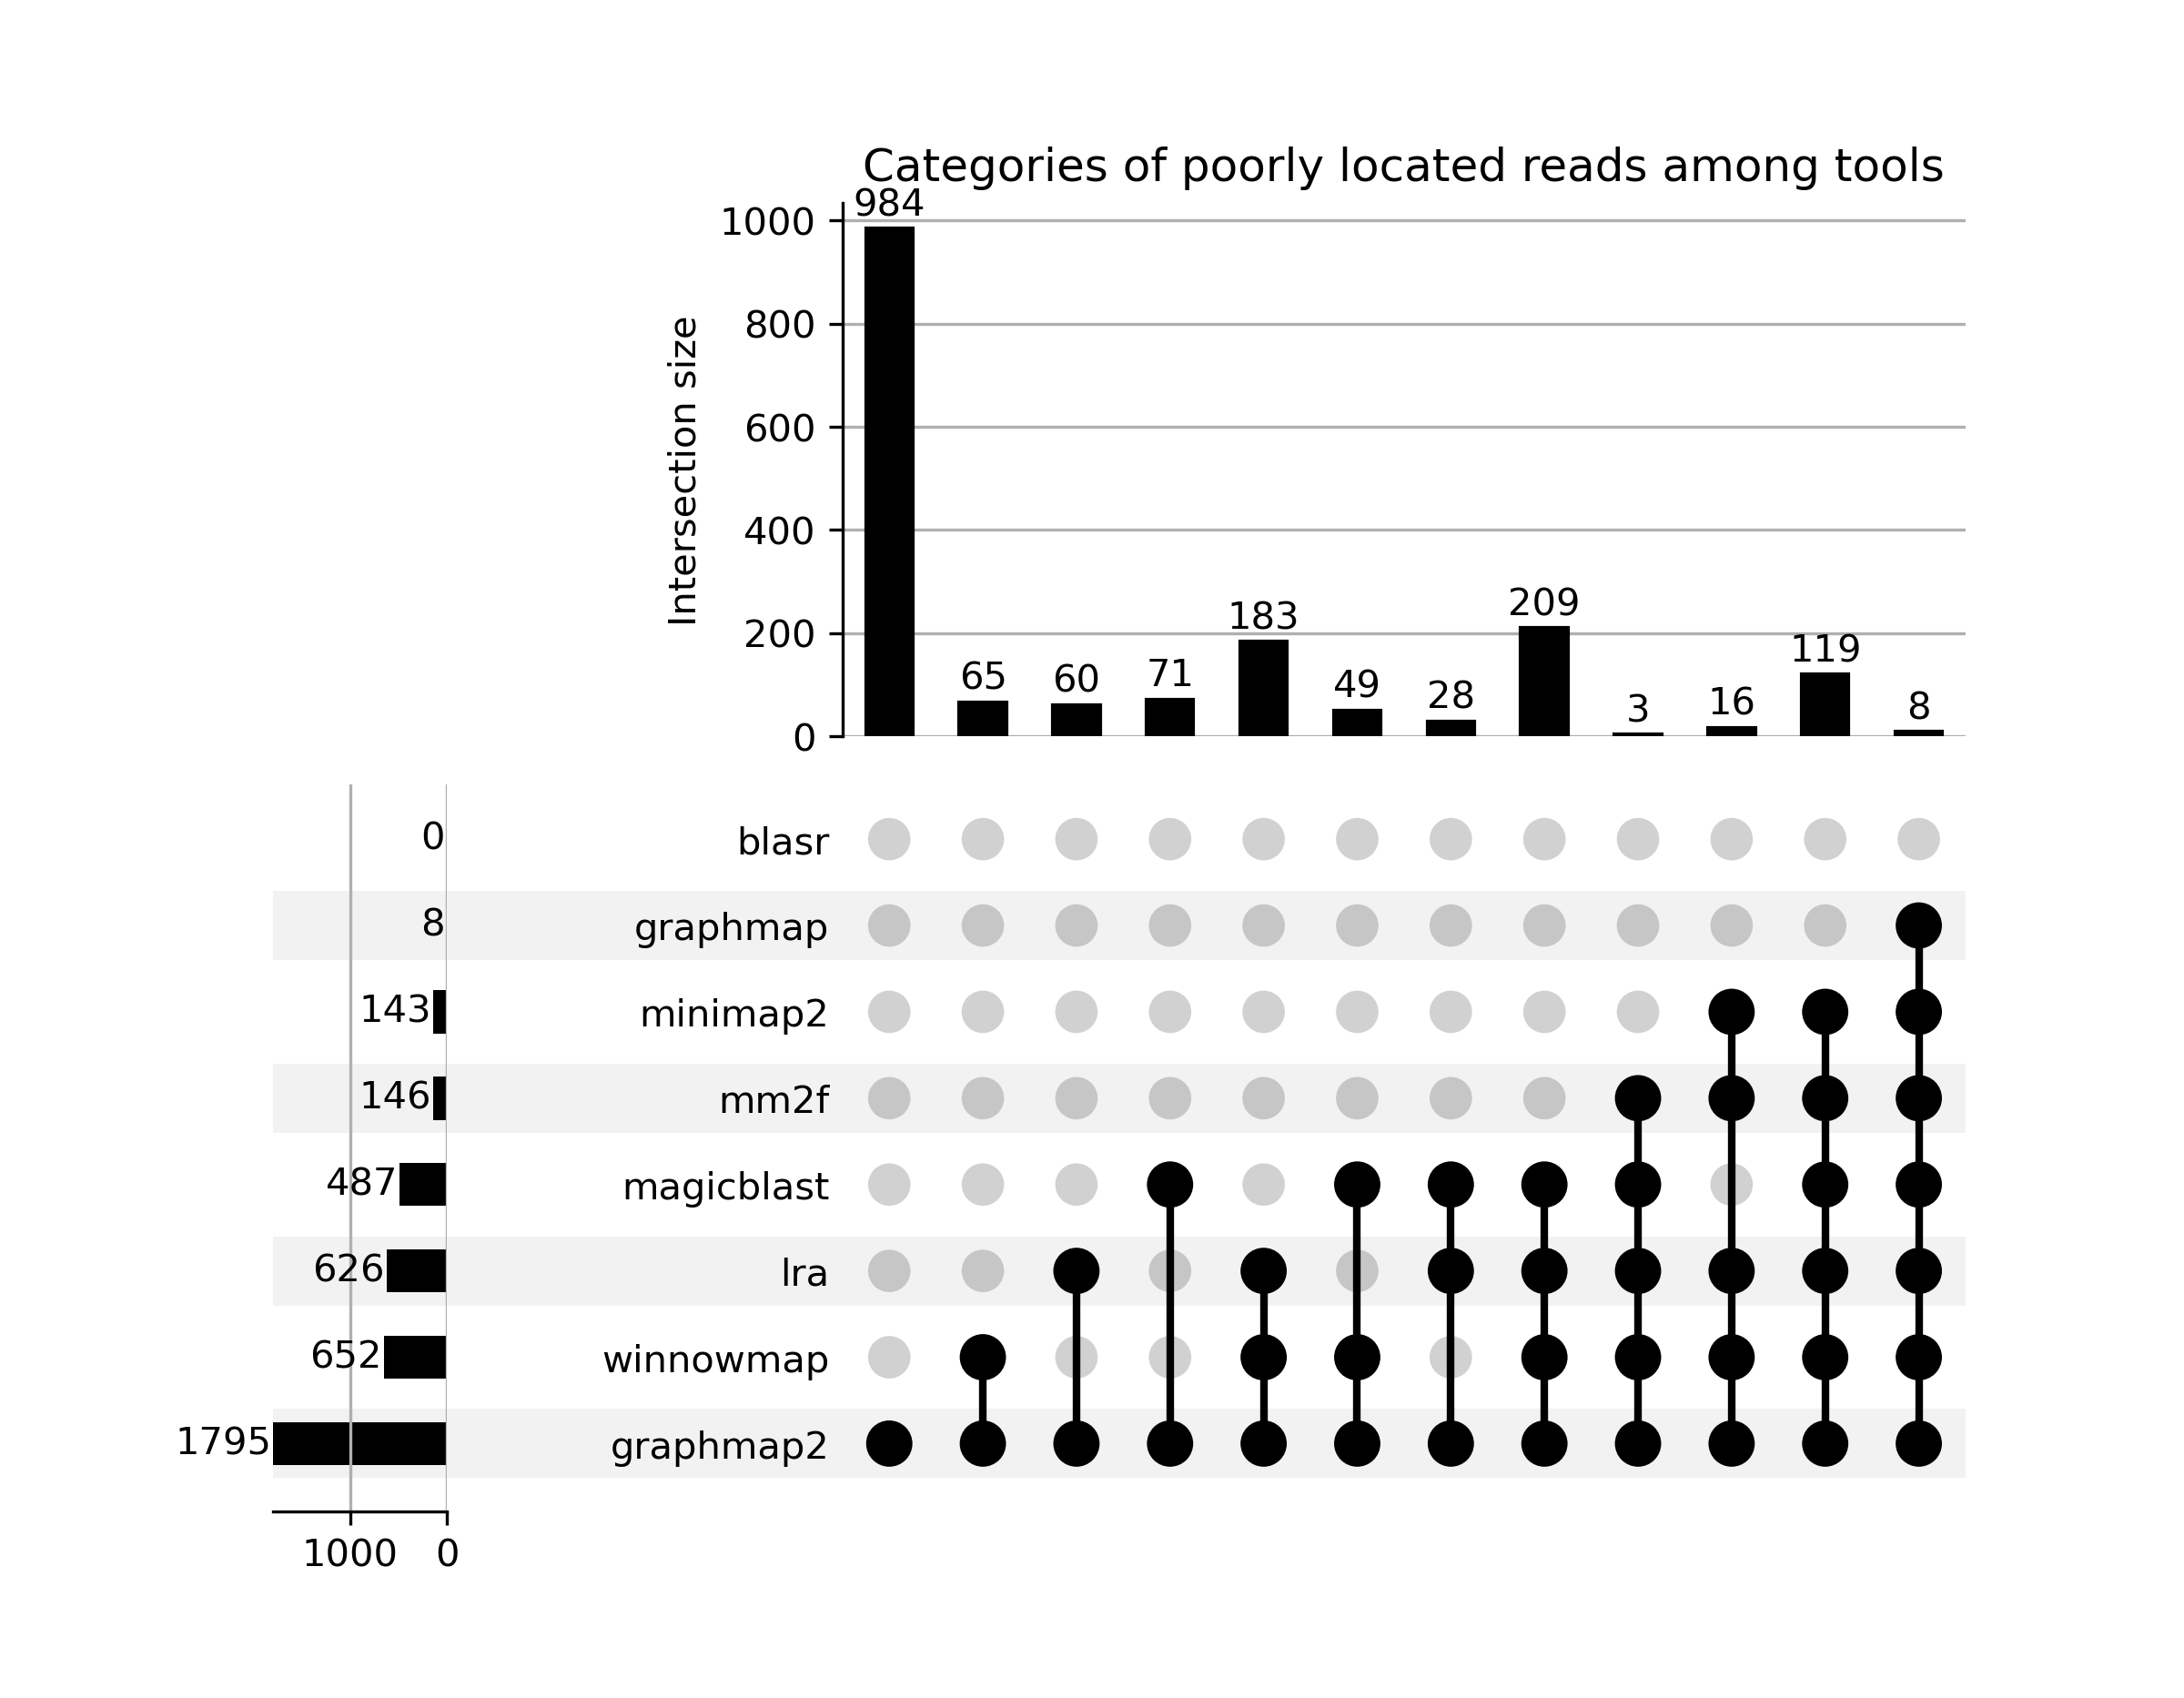 Categories of poorly located reads among tools
984
1000
800
600
400
200
0
Intersection size
65
60
71
183
49
28
209
3
16
119
8
0 blasr
8 graphmap
143 minimap2
146 mm2f
487 magicblast
626 lra
652 winnowmap
1795 graphmap2
1000 0